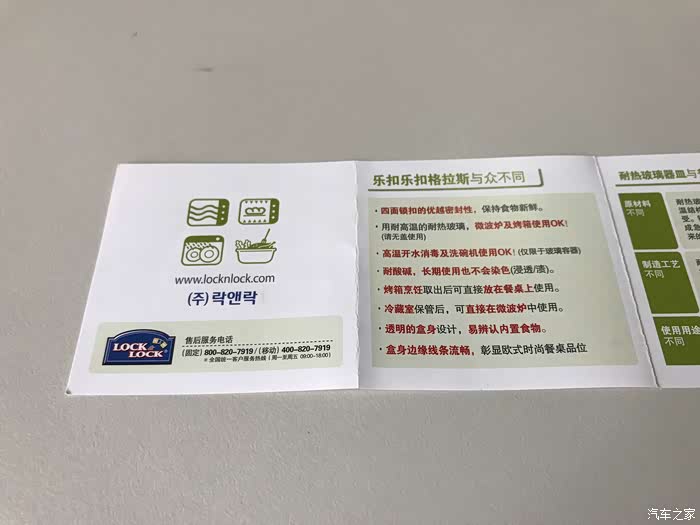 www.locknlock.com
(주) 락앤락
LOCK
LOCK
售后服务电话
(固定) 800-820-7919 / (移动) 400-820-7919
※全国统一客户服务热线 (周一至周五 09:00-18:00)
乐扣乐扣格拉斯与众不同
·四面锁扣的优越密封性，保持食物新鲜。
·用耐高温的耐热玻璃，微波炉及烤箱使用OK!
(请无盖使用)
·高温开水消毒及洗碗机使用OK! (仅限于玻璃容器)
·耐酸碱，长期使用也不会染色(浸透/渍)。
·烤箱烹饪取出后可直接放在餐桌上使用。
·冷藏室保管后，可直接在微波炉中使用。
·透明的盒身设计，易辨认内置食物。
·盒身边缘线条流畅，彰显欧式时尚餐桌品位
耐热玻璃器皿与
原材料
不同
制造工艺
不同
使用用途
不同
汽车之家